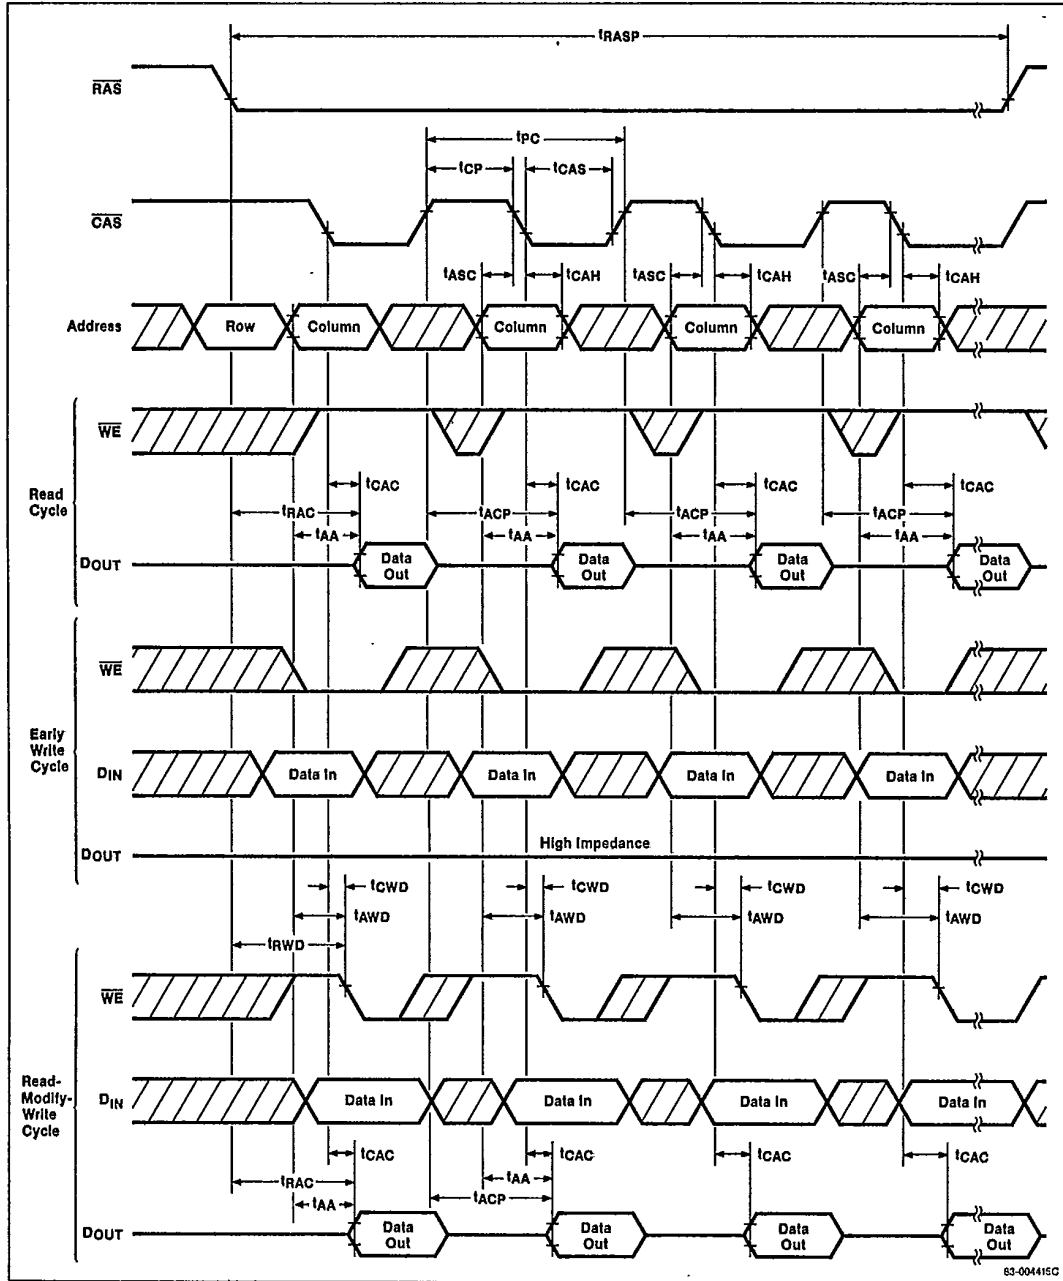 tRASP
RAS
tPC
tCP tCAS
CAS
tASC tCAH tASC tCAH tASC tCAH
Address Row Column Column Column Column
WE
tCAC tCAC tCAC tCAC
Read
Cycle
tRAC tACP tACP tACP
tAA tAA tAA tAA
DOUT Data Out Data Out Data Out Data Out
WE
Early
Write
Cycle
DIN Data In Data In Data In Data In
High Impedance
DOUT
tCWD tCWD tCWD tCWD
tAWD tAWD tAWD tAWD
tRWD
WE
Read-
Modify-
Write
Cycle
DIN Data In Data In Data In Data In
tCAC tCAC tCAC tCAC
tRAC tAA
tAA tACP
DOUT Data Out Data Out Data Out Data Out
83-004415C